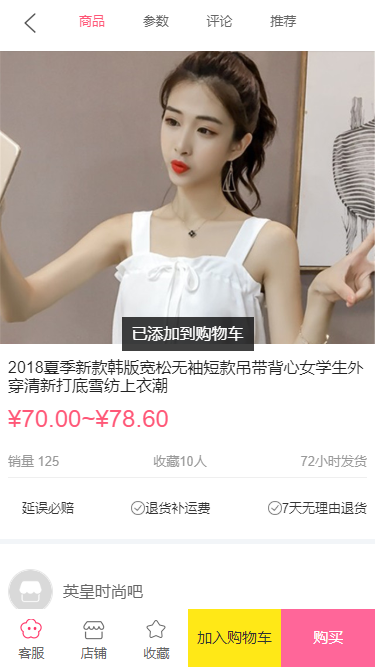 商品 参数 评论 推荐
已添加到购物车
2018夏季新款韩版宽松无袖短款吊带背心女学生外
穿清新打底雪纺上衣潮
¥70.00~¥78.60
销量 125 收藏10人 72小时发货
延误必赔 退货补运费 7天无理由退货
英皇时尚吧
客服 店铺 收藏 加入购物车 购买